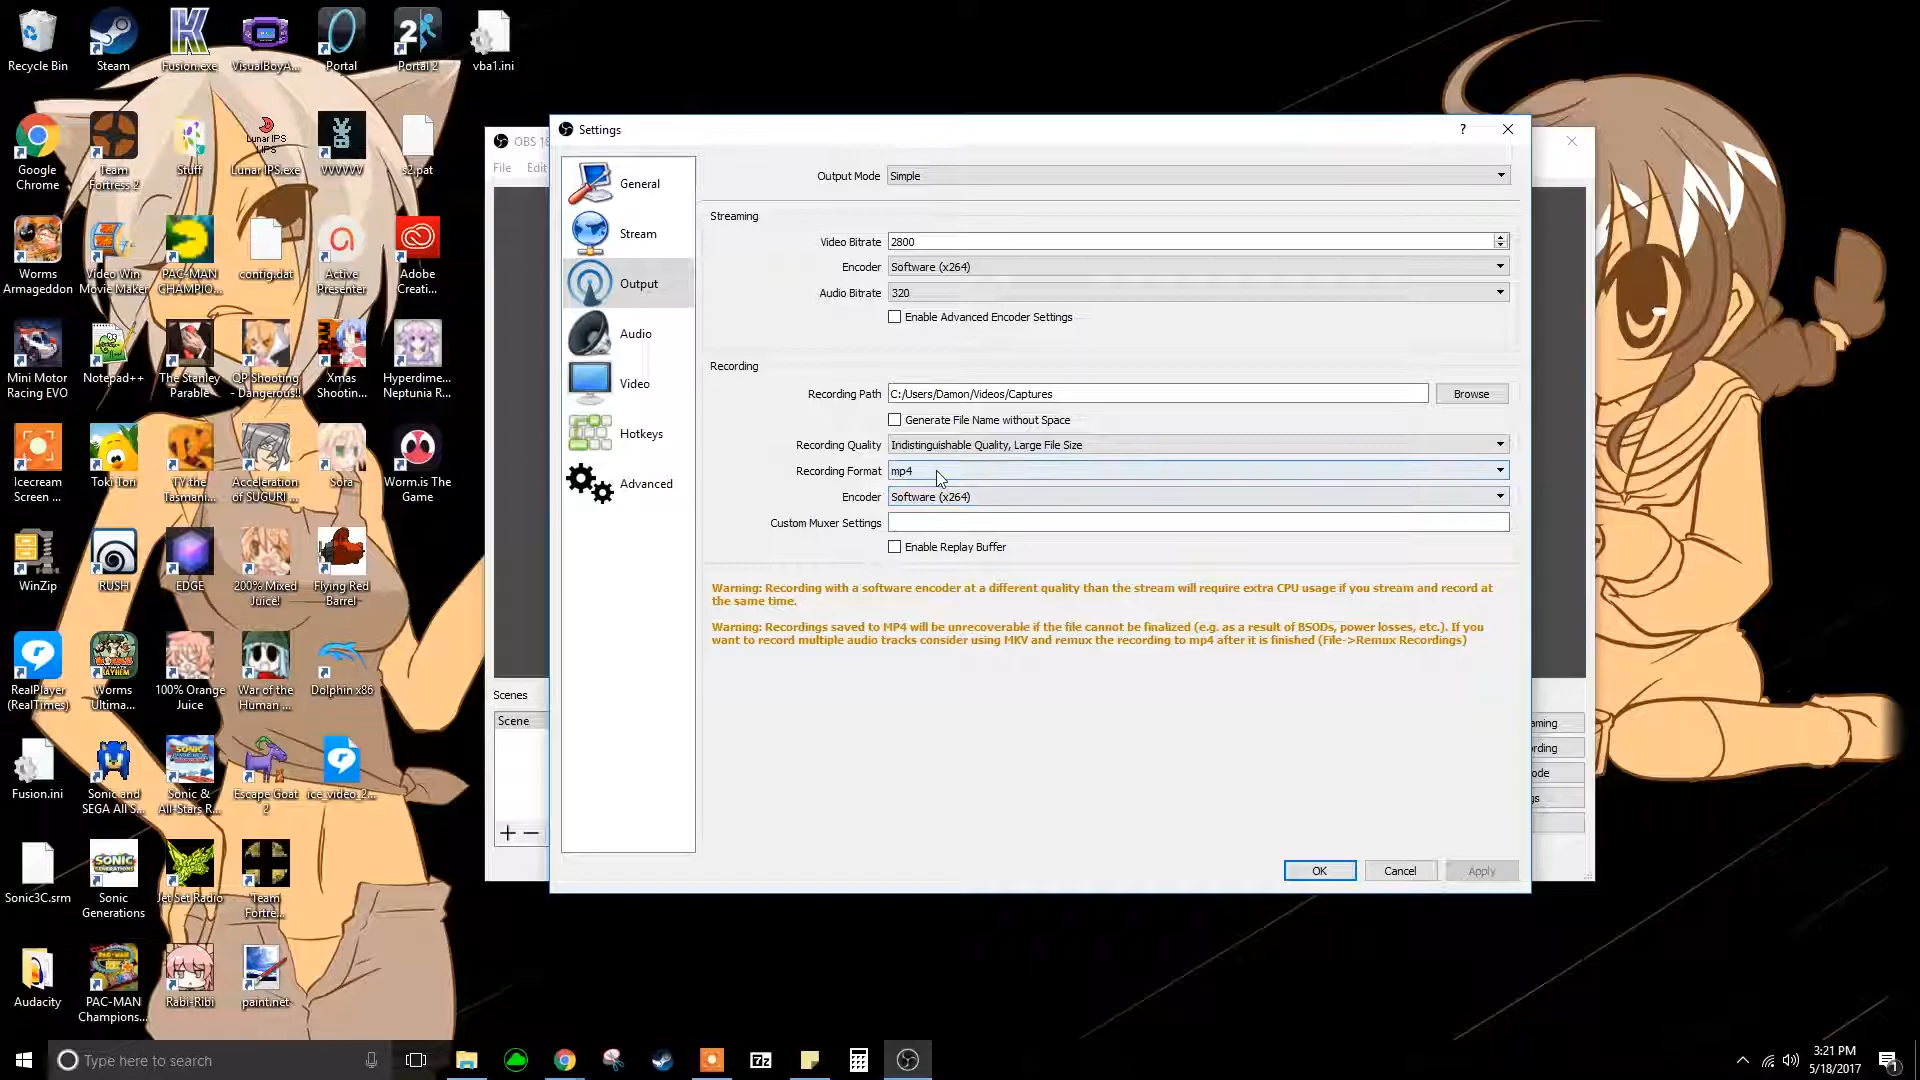 Recycle Bin
Steam
Fusion.exe
VisualBoyA...
Portal
Portal 2
vba1.ini
Google
Chrome
Team
Fortress 2
Stuff
Lunar IPS
Lunar IPS.exe
VVVVVV
s2.pat
Worms
Armageddon
Video Win
Movie Maker
PAC-MAN
CHAMPIO...
config.dat
Active
Presenter
Adobe
Creati...
Mini Motor
Racing EVO
Notepad++
The Stanley
Parable
QP Shooting
- Dangerous!!
Xmas
Shootin...
Hyperdime...
Neptunia R...
Icecream
Screen ...
Toki Tori
TY the
Tasmani...
Acceleration
of SUGURI ...
Sora
Worm.is The
Game
WinZip
RUSH
EDGE
200% Mixed
Juice!
Flying Red
Barrel
RealPlayer
(RealTimes)
Worms
Ultima...
100% Orange
Juice
War of the
Human ...
Dolphin x86
Fusion.ini
Sonic and
SEGA All S...
Sonic &
All-Stars R...
Escape Goat
2
ice_video_2...
Sonic3C.srm
Sonic
Generations
Jet Set Radio
Team
Fortre...
Audacity
PAC-MAN
Champions...
Rabi-Ribi
paint.net
OBS 18
File Edit
Scenes
Scene
Settings
?
General
Stream
Output
Audio
Video
Hotkeys
Advanced
Output Mode Simple
Streaming
Video Bitrate 2800
Encoder Software (x264)
Audio Bitrate 320
Enable Advanced Encoder Settings
Recording
Recording Path C:/Users/Damon/Videos/Captures Browse
Generate File Name without Space
Recording Quality Indistinguishable Quality, Large File Size
Recording Format mp4
Encoder Software (x264)
Custom Muxer Settings
Enable Replay Buffer
Warning: Recording with a software encoder at a different quality than the stream will require extra CPU usage if you stream and record at
the same time.
Warning: Recordings saved to MP4 will be unrecoverable if the file cannot be finalized (e.g. as a result of BSODs, power losses, etc.). If you
want to record multiple audio tracks consider using MKV and remux the recording to mp4 after it is finished (File->Remux Recordings)
aming
rding
ode
gs
OK Cancel Apply
Type here to search
7z
3:21 PM
5/18/2017
1